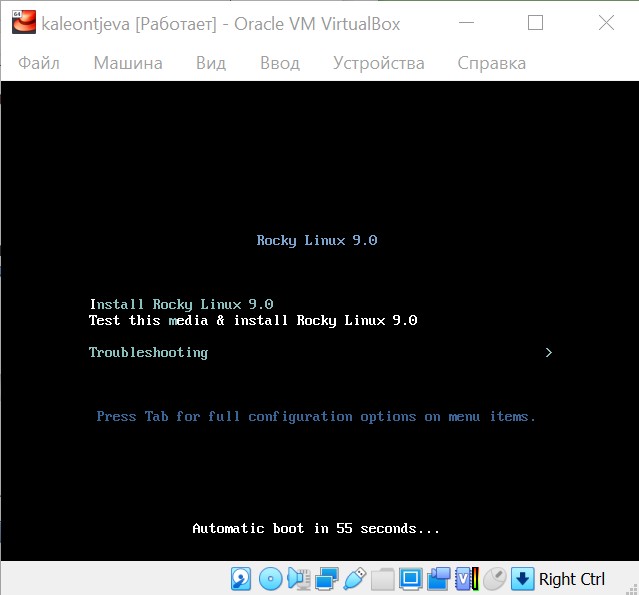 kaleontjeva [Работает] - Oracle VM VirtualBox
Файл Машина Вид Ввод Устройства Справка
Rocky Linux 9.0
Install Rocky Linux 9.0
Test this media & install Rocky Linux 9.0
Troubleshooting >
Press Tab for full configuration options on menu items.
Automatic boot in 55 seconds...
Right Ctrl